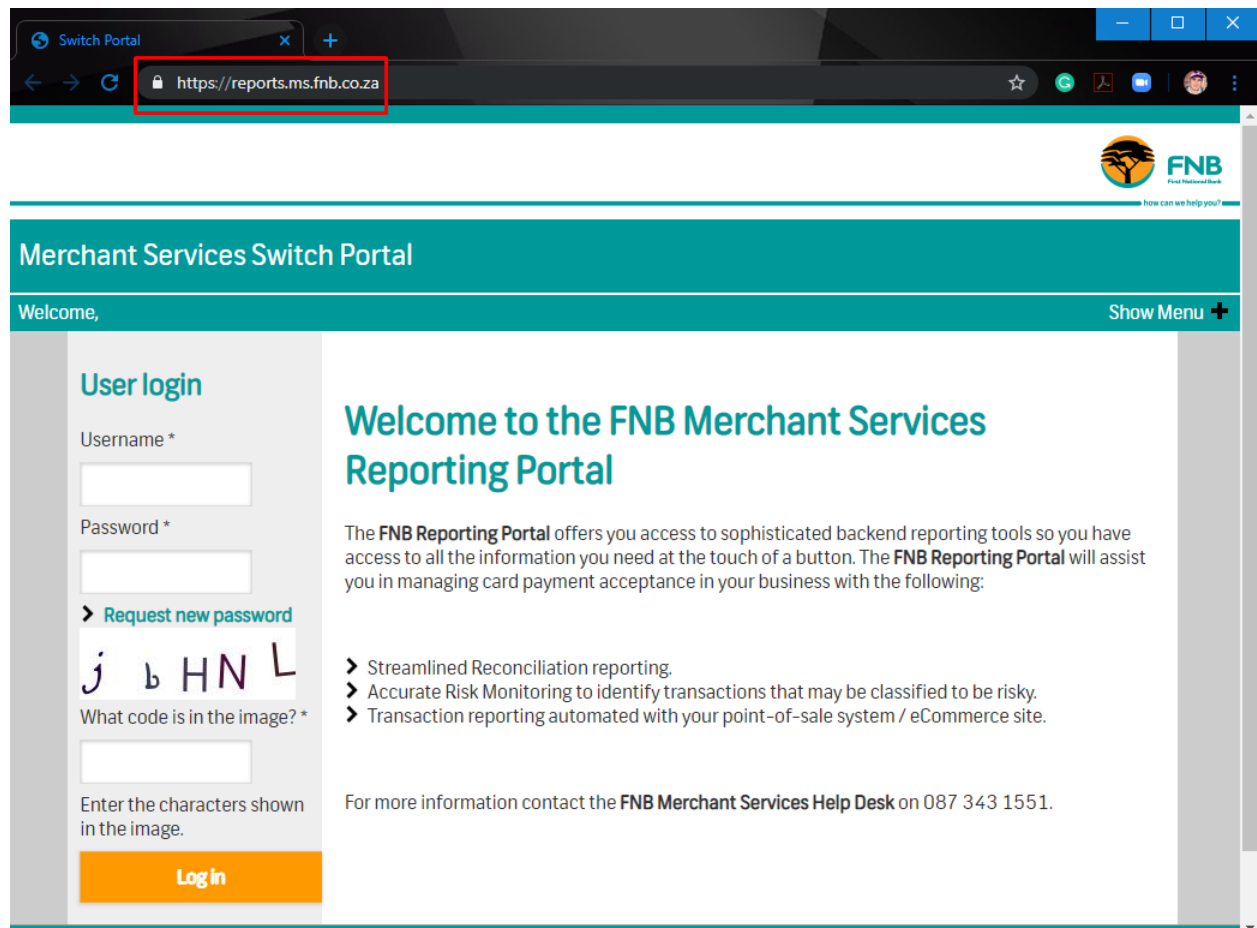 Switch Portal
https://reports.ms.fnb.co.za
FNB
First National Bank
how can we help you?
Merchant Services Switch Portal
Welcome,
Show Menu
User login
Username *
Password *
Request new password
j b H N L
What code is in the image? *
Enter the characters shown
in the image.
Log in
Welcome to the FNB Merchant Services
Reporting Portal
The FNB Reporting Portal offers you access to sophisticated backend reporting tools so you have
access to all the information you need at the touch of a button. The FNB Reporting Portal will assist
you in managing card payment acceptance in your business with the following:
Streamlined Reconciliation reporting.
Accurate Risk Monitoring to identify transactions that may be classified to be risky.
Transaction reporting automated with your point-of-sale system / eCommerce site.
For more information contact the FNB Merchant Services Help Desk on 087 343 1551.